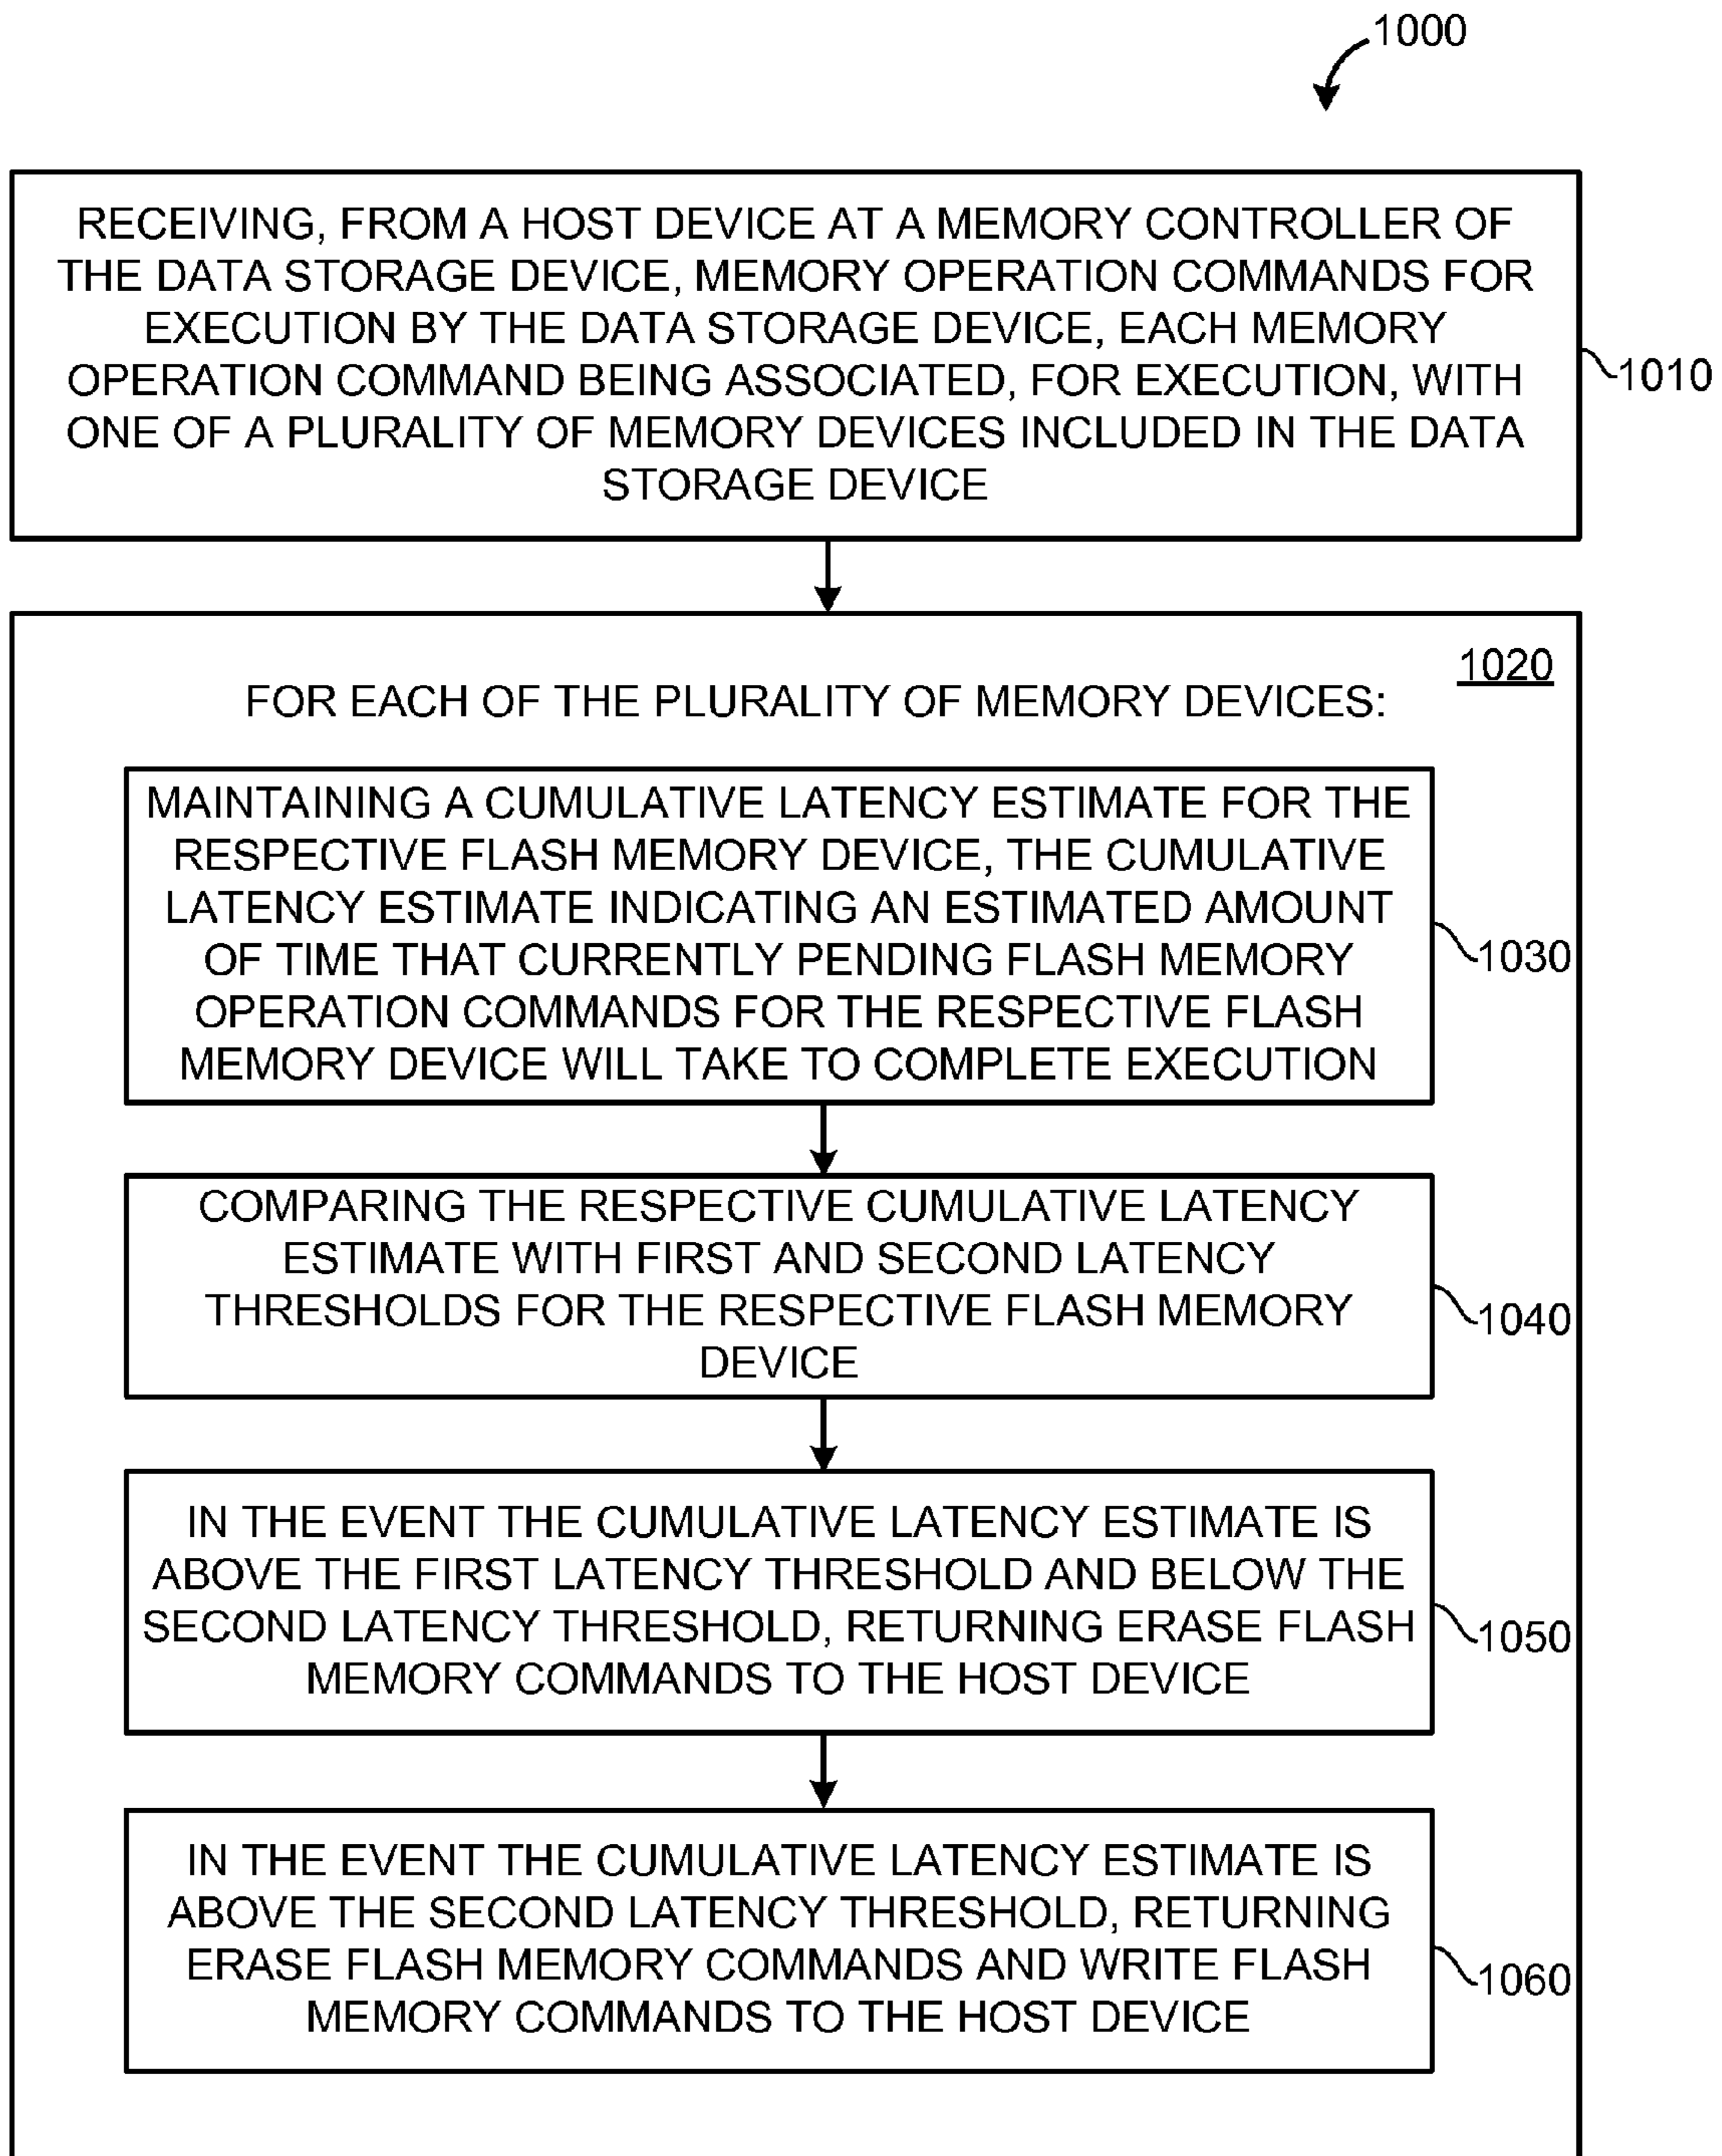 1000
RECEIVING, FROM A HOST DEVICE AT A MEMORY CONTROLLER OF
THE DATA STORAGE DEVICE, MEMORY OPERATION COMMANDS FOR
EXECUTION BY THE DATA STORAGE DEVICE, EACH MEMORY
OPERATION COMMAND BEING ASSOCIATED, FOR EXECUTION, WITH
ONE OF A PLURALITY OF MEMORY DEVICES INCLUDED IN THE DATA
STORAGE DEVICE
1010
1020
FOR EACH OF THE PLURALITY OF MEMORY DEVICES:
MAINTAINING A CUMULATIVE LATENCY ESTIMATE FOR THE
RESPECTIVE FLASH MEMORY DEVICE, THE CUMULATIVE
LATENCY ESTIMATE INDICATING AN ESTIMATED AMOUNT
OF TIME THAT CURRENTLY PENDING FLASH MEMORY
OPERATION COMMANDS FOR THE RESPECTIVE FLASH
MEMORY DEVICE WILL TAKE TO COMPLETE EXECUTION
1030
COMPARING THE RESPECTIVE CUMULATIVE LATENCY
ESTIMATE WITH FIRST AND SECOND LATENCY
THRESHOLDS FOR THE RESPECTIVE FLASH MEMORY
DEVICE
1040
IN THE EVENT THE CUMULATIVE LATENCY ESTIMATE IS
ABOVE THE FIRST LATENCY THRESHOLD AND BELOW THE
SECOND LATENCY THRESHOLD, RETURNING ERASE FLASH
MEMORY COMMANDS TO THE HOST DEVICE
1050
IN THE EVENT THE CUMULATIVE LATENCY ESTIMATE IS
ABOVE THE SECOND LATENCY THRESHOLD, RETURNING
ERASE FLASH MEMORY COMMANDS AND WRITE FLASH
MEMORY COMMANDS TO THE HOST DEVICE
1060